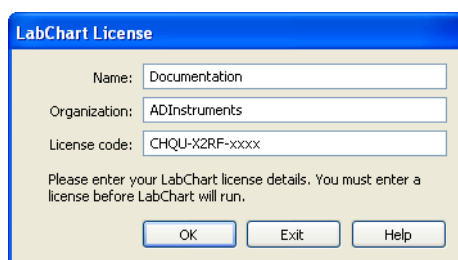 LabChart License
Name: Documentation
Organization: ADInstruments
License code: CHQU-X2RF-xxxx
Please enter your LabChart license details. You must enter a
license before LabChart will run.
OK Exit Help